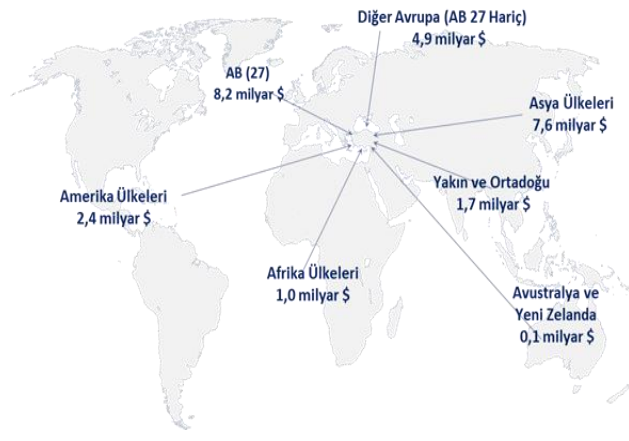 Diğer Avrupa (AB 27 Hariç)
4,9 milyar $
AB (27)
8,2 milyar $
Asya Ülkeleri
7,6 milyar $
Yakın ve Ortadoğu
1,7 milyar $
Amerika Ülkeleri
2,4 milyar $
Afrika Ülkeleri
1,0 milyar $
Avustralya ve
Yeni Zelanda
0,1 milyar $